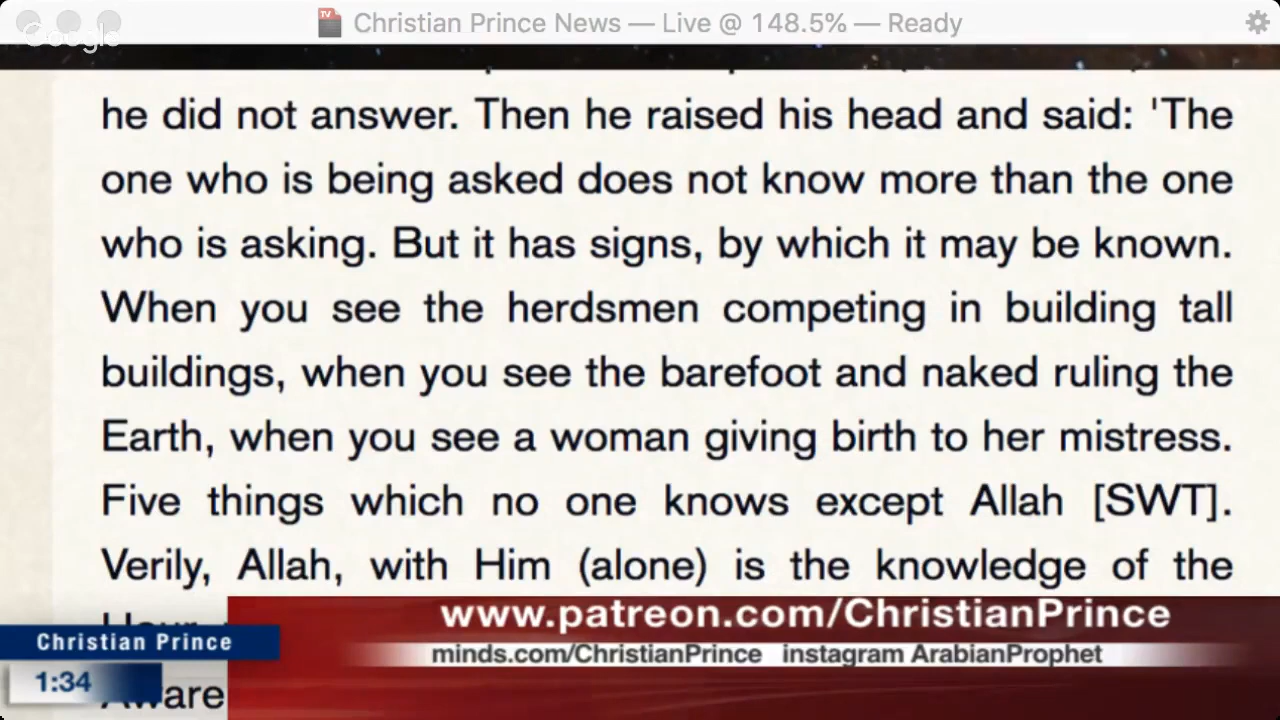 TV Christian Prince News — Live @ 148.5% — Ready
Google
he did not answer. Then he raised his head and said: 'The
one who is being asked does not know more than the one
who is asking. But it has signs, by which it may be known.
When you see the herdsmen competing in building tall
buildings, when you see the barefoot and naked ruling the
Earth, when you see a woman giving birth to her mistress.
Five things which no one knows except Allah [SWT].
Verily, Allah, with Him (alone) is the knowledge of the
www.patreon.com/ChristianPrince
Christian Prince
minds.com/ChristianPrince instagram ArabianProphet
1:34
Aware